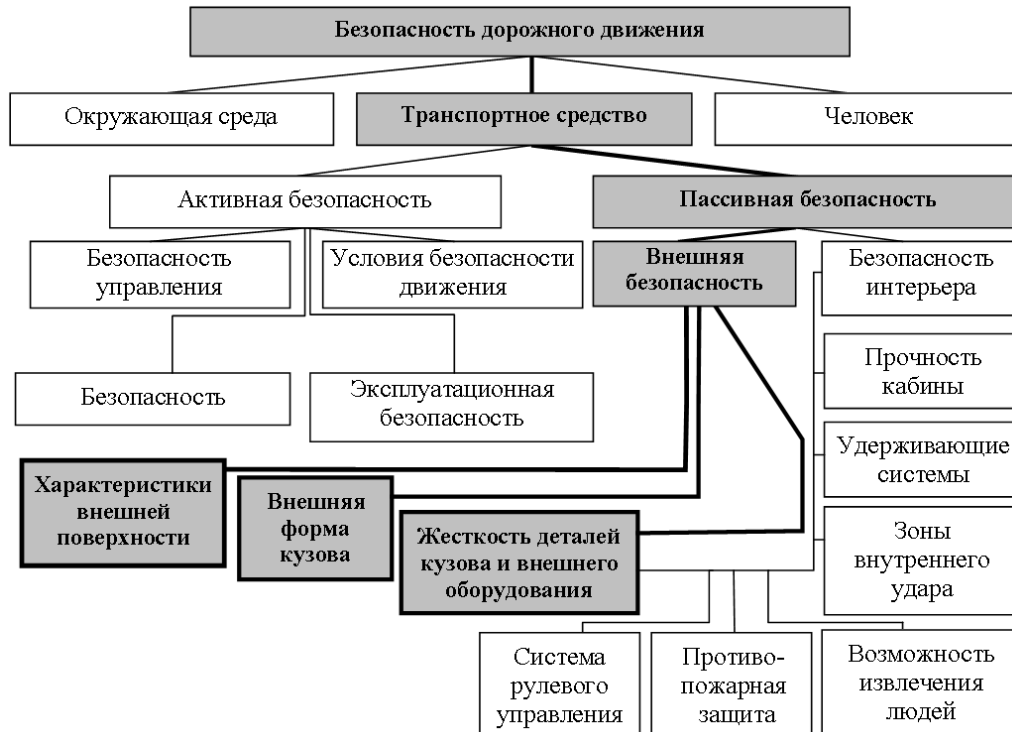 Безопасность дорожного движения
Окружающая среда
Транспортное средство
Человек
Активная безопасность
Пассивная безопасность
Безопасность
управления
Условия безопасности
движения
Внешняя
безопасность
Безопасность
интерьера
Прочность
кабины
Безопасность
Эксплуатационная
безопасность
Удерживающие
системы
Характеристики
внешней
поверхности
Внешняя
форма
кузова
Жесткость деталей
кузова и внешнего
оборудования
Зоны
внутреннего
удара
Система
рулевого
управления
Противо-
пожарная
защита
Возможность
извлечения
людей